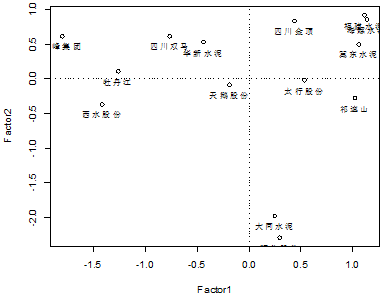 1.0
0.5
0.0
-0.5
-1.0
-1.5
-2.0
Factor2
峰集团
四川双马
华新水泥
四川金顶
冀东水泥
牡丹江
西水股份
天鹅股份
太行股份
祁连山
大同水泥
-1.5
-1.0
-0.5
0.0
0.5
1.0
Factor1